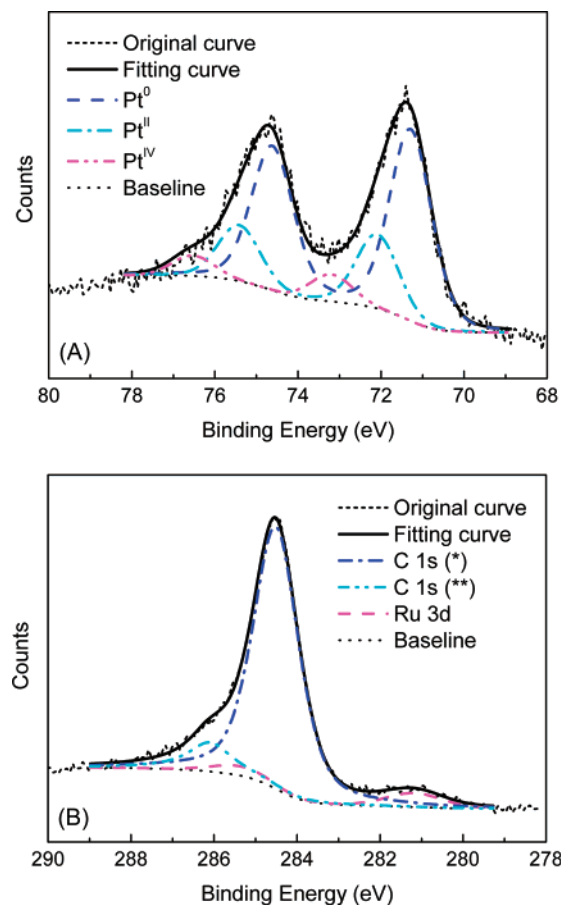 Original curve
Fitting curve
Pt⁰
Ptᴵᴵ
Ptᴵⱽ
Baseline
Counts
(A)
80 78 76 74 72 70 68
Binding Energy (eV)
Original curve
Fitting curve
C 1s (*)
C 1s (**)
Ru 3d
Baseline
Counts
(B)
290 288 286 284 282 280 278
Binding Energy (eV)